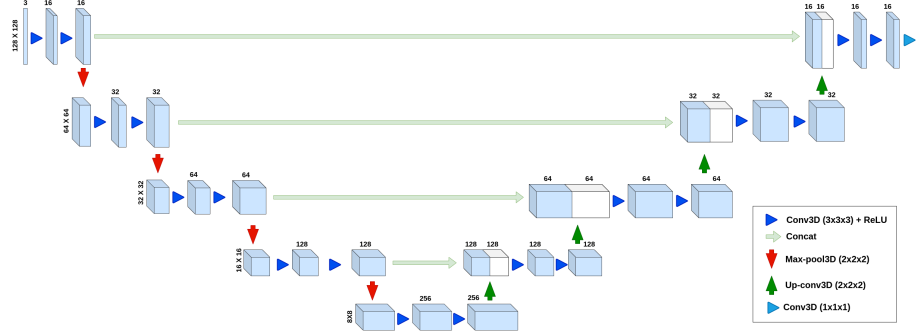 3 16 16
128 X 128
16 16 16 16
64 X 64
32 32
32 32 32 32
32 X 32
64 64
64 64 64 64
16 X 16
128 128
128 128 128 128
8X8
256 256
Conv3D (3x3x3) + ReLU
Concat
Max-pool3D (2x2x2)
Up-conv3D (2x2x2)
Conv3D (1x1x1)